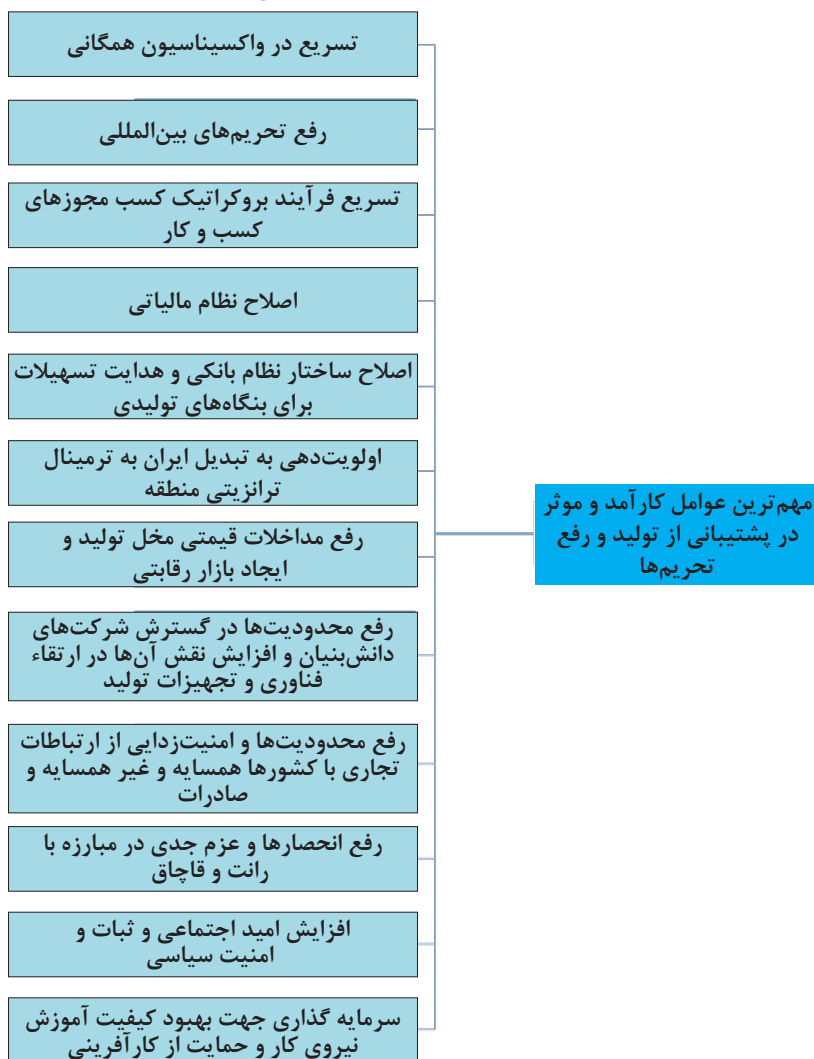 تسریع در واکسیناسیون همگانی
رفع تحریم‌های بین‌المللی
تسریع فرآیند بروکراتیک کسب مجوزهای
کسب و کار
اصلاح نظام مالیاتی
اصلاح ساختار نظام بانکی و هدایت تسهیلات
برای بنگاه‌های تولیدی
اولویت‌دهی به تبدیل ایران به ترمینال
ترانزیتی منطقه
رفع مداخلات قیمتی مخل تولید و
ایجاد بازار رقابتی
رفع محدودیت‌ها در گسترش شرکت‌های
دانش‌بنیان و افزایش نقش آن‌ها در ارتقاء
فناوری و تجهیزات تولید
رفع محدودیت‌ها و امنیت‌زدایی از ارتباطات
تجاری با کشورها همسایه و غیر همسایه و
صادرات
رفع انحصارها و عزم جدی در مبارزه با
رانت و قاچاق
افزایش امید اجتماعی و ثبات و
امنیت سیاسی
سرمایه گذاری جهت بهبود کیفیت آموزش
نیروی کار و حمایت از کارآفرینی
مهم‌ترین عوامل کارآمد و موثر
در پشتیبانی از تولید و رفع
تحریم‌ها